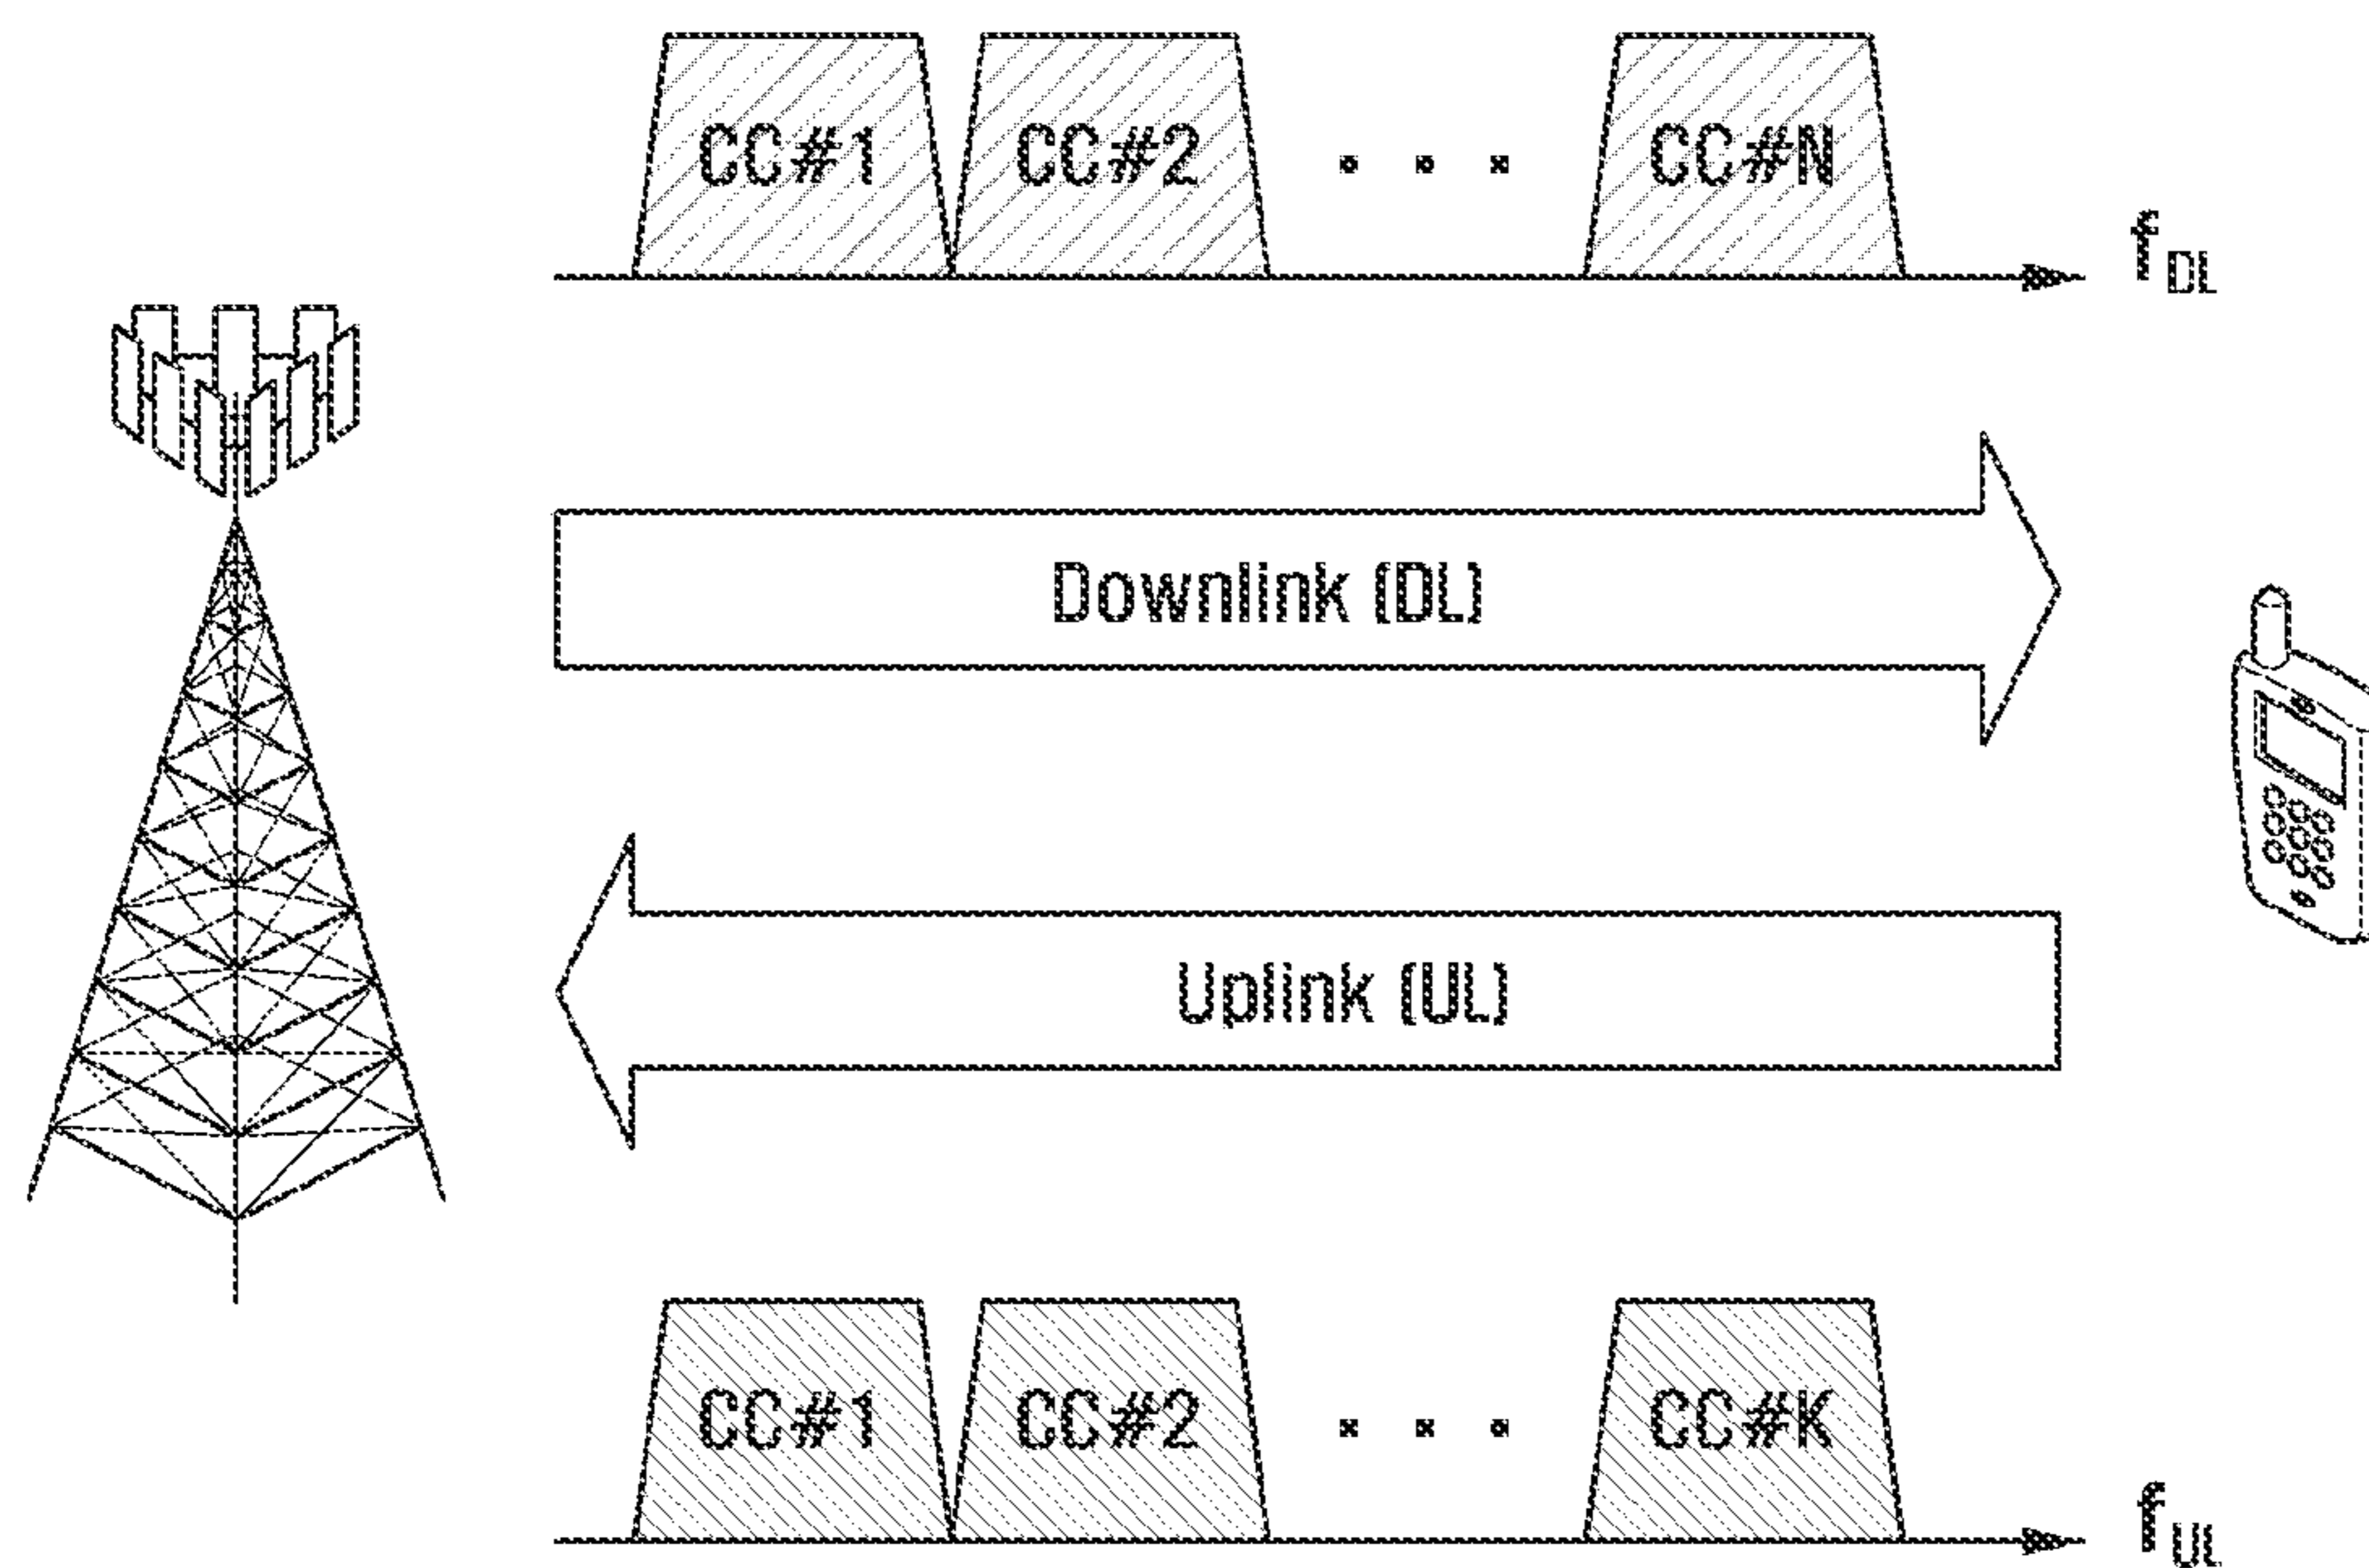 CC#1 CC#2 . . . CC#N
f DL
Downlink (DL)
Uplink (UL)
CC#1 CC#2 . . . CC#K
f UL